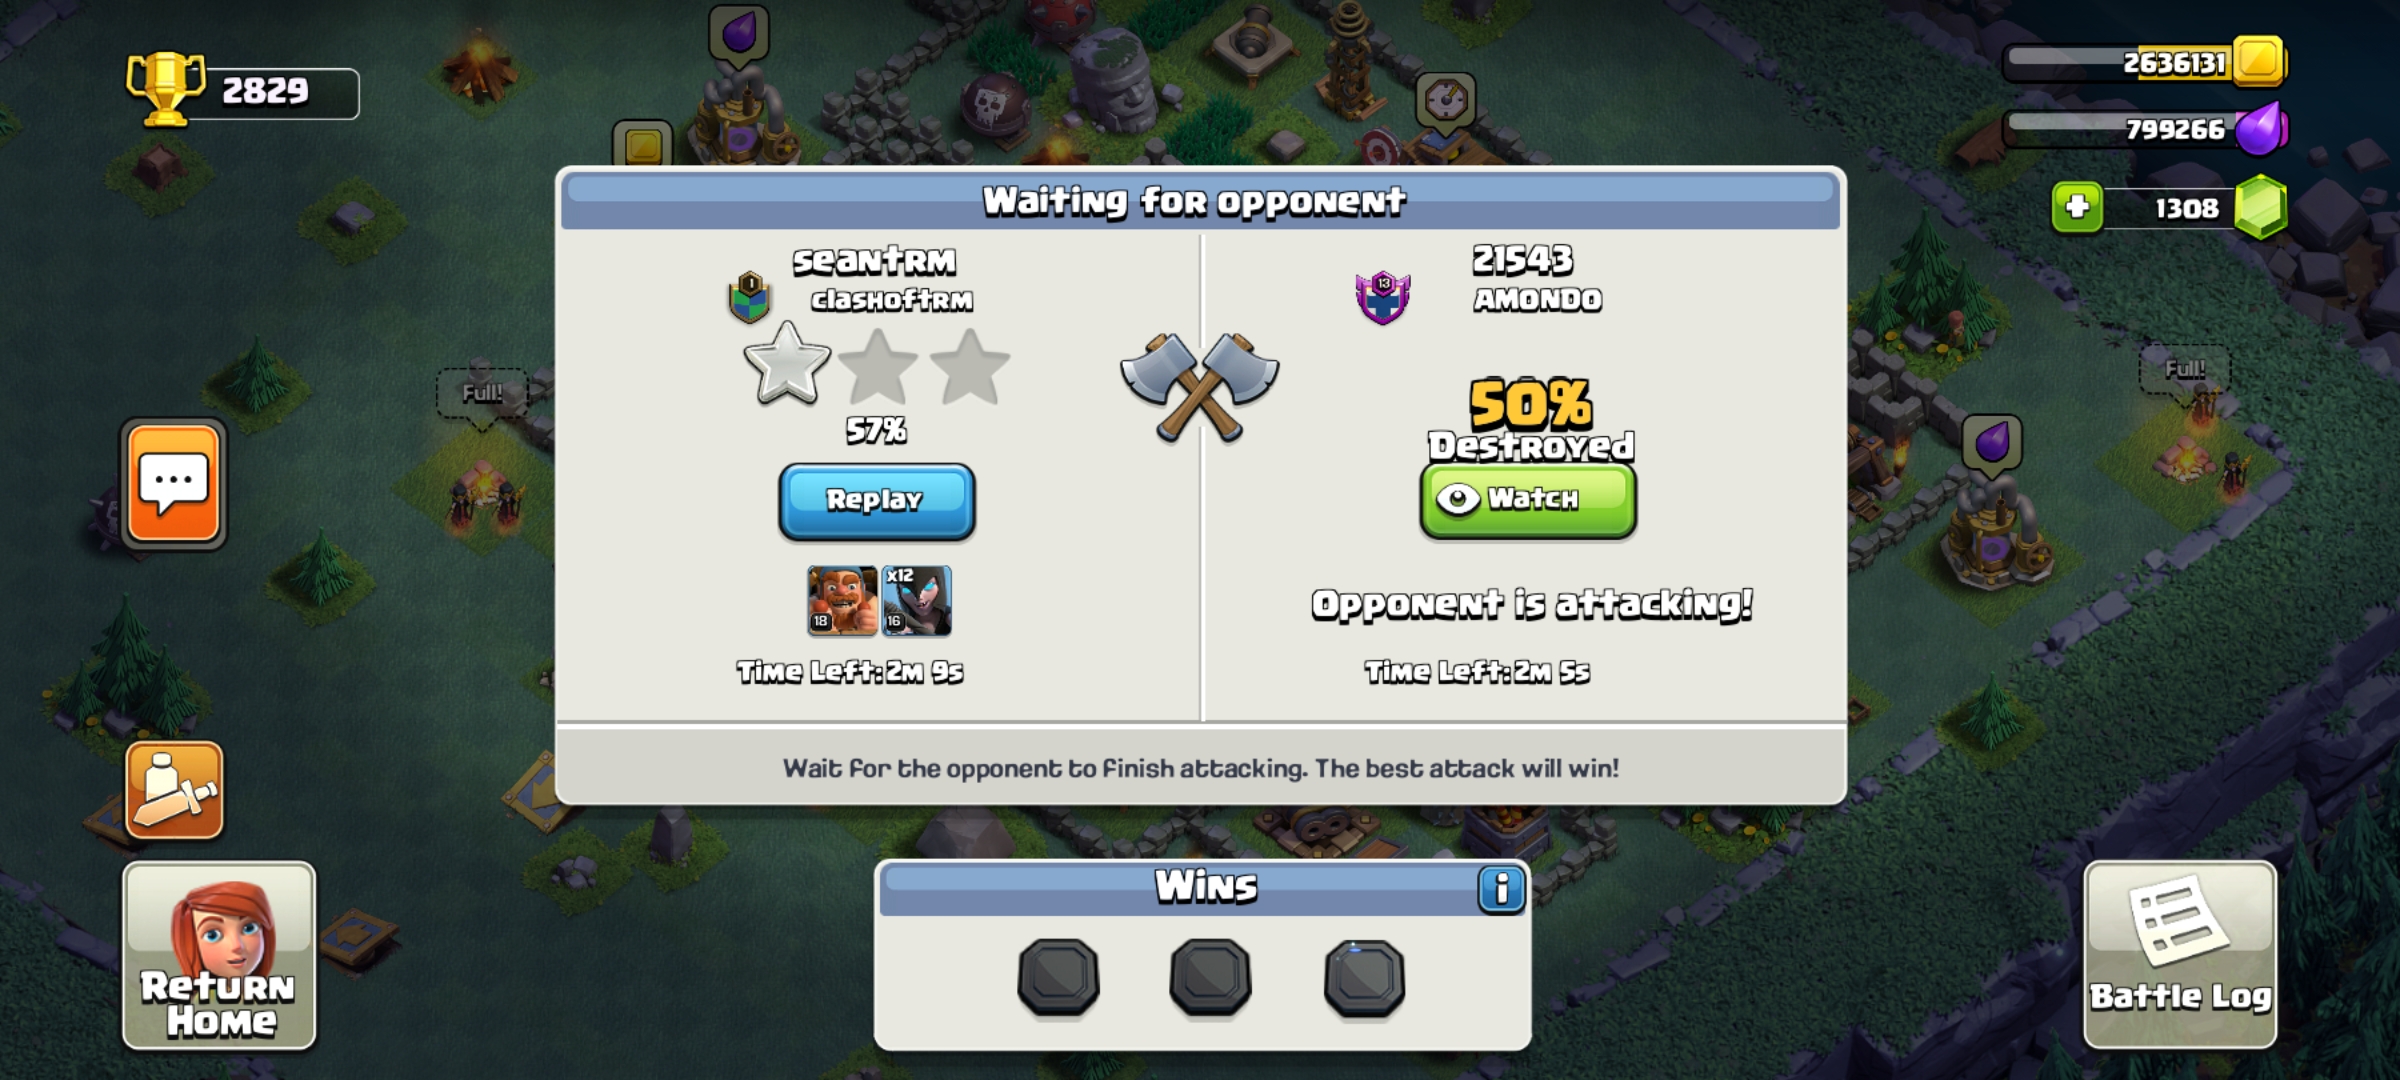 2829
2636131
799266
1308
Waiting for opponent
seantrm
1
clashoftrm
57%
Replay
18
x12
16
Time Left: 2m 9s
21543
13
AMONDO
50%
Destroyed
Watch
Opponent is attacking!
Time Left: 2m 5s
Wait for the opponent to finish attacking. The best attack will win!
Full!
Full!
Wins
i
Return
Home
Battle Log